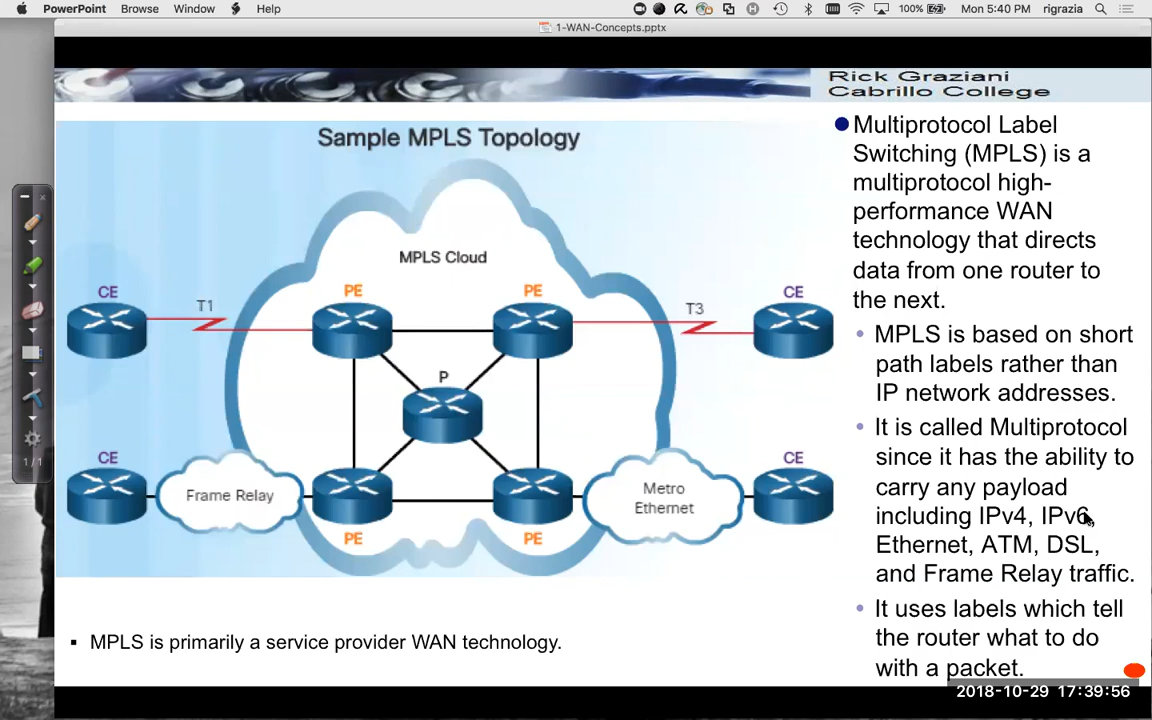 PowerPoint Browse Window Help 100% Mon 5:40 PM rigrazia
1-WAN-Concepts.pptx
Rick Graziani
Cabrillo College
Sample MPLS Topology
MPLS Cloud
CE
T1
PE
PE
T3
CE
P
CE
Frame Relay
PE
PE
Metro
Ethernet
CE
Multiprotocol Label
Switching (MPLS) is a
multiprotocol high-
performance WAN
technology that directs
data from one router to
the next.
MPLS is based on short
path labels rather than
IP network addresses.
It is called Multiprotocol
since it has the ability to
carry any payload
including IPv4, IPv6,
Ethernet, ATM, DSL,
and Frame Relay traffic.
It uses labels which tell
the router what to do
with a packet.
MPLS is primarily a service provider WAN technology.
1 / 1
2018-10-29 17:39:56